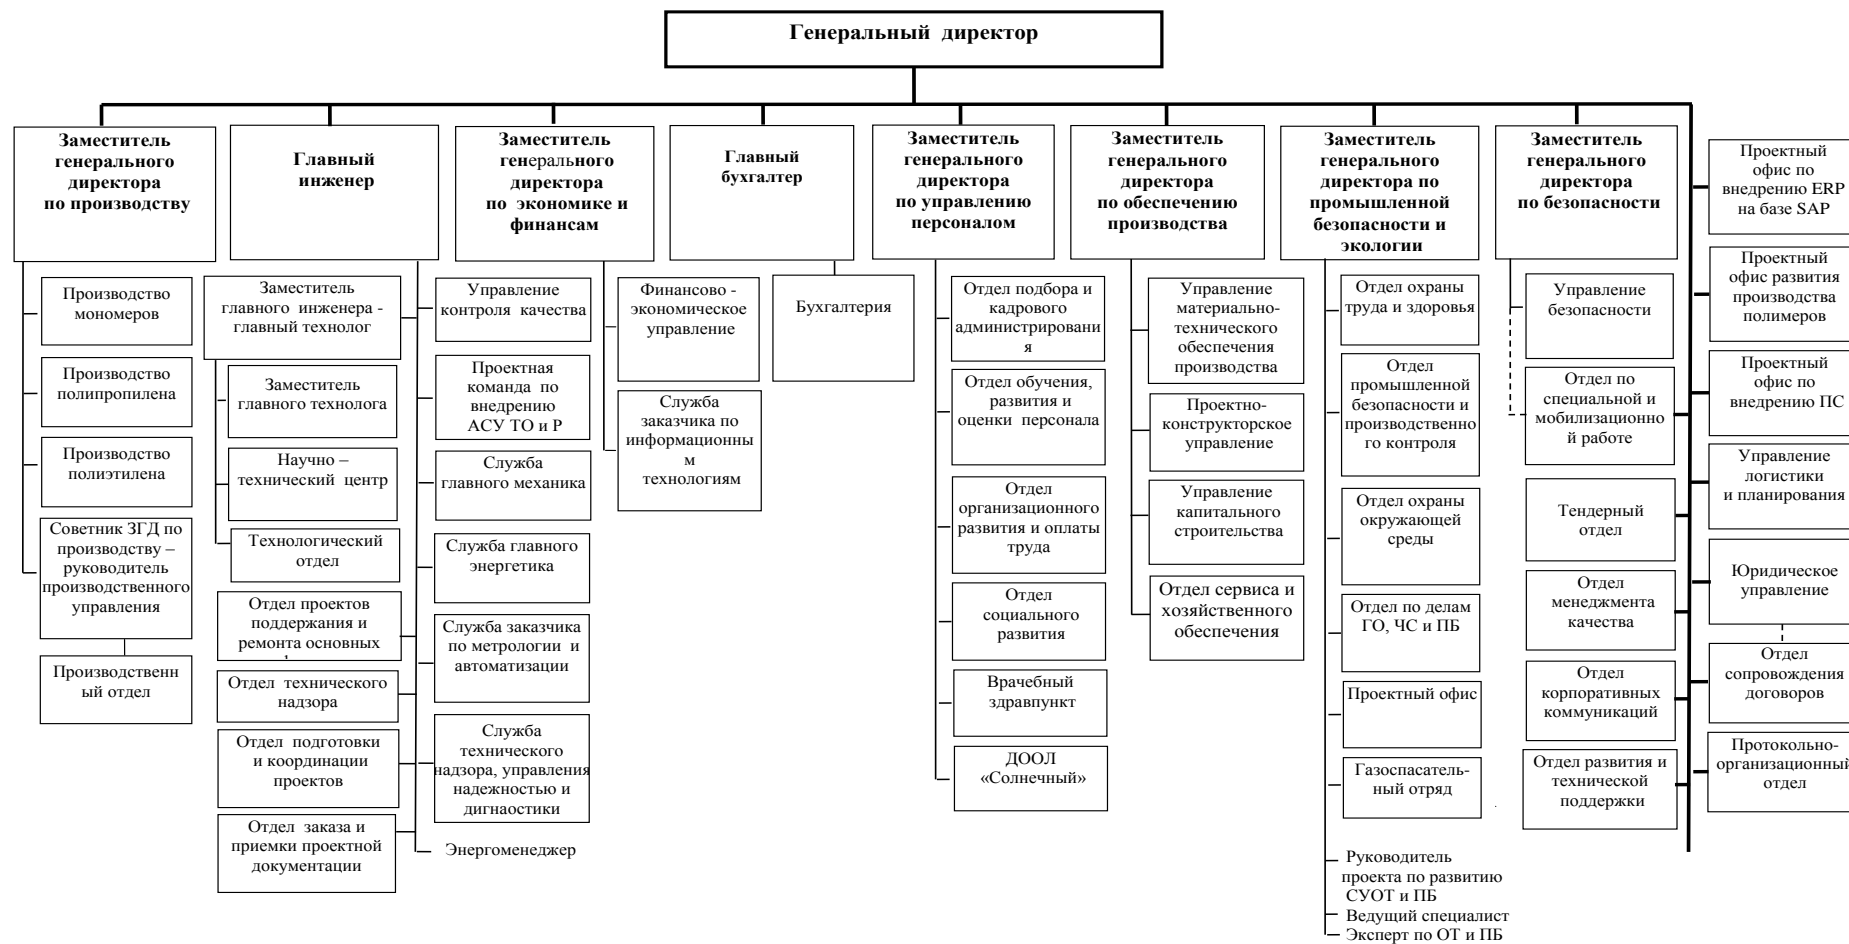 Генеральный директор
Заместитель
генерального
директора
по производству
Главный
инженер
Заместитель
генерального
директора
по экономике и
финансам
Главный
бухгалтер
Заместитель
генерального
директора
по управлению
персоналом
Заместитель
генерального
директора
по обеспечению
производства
Заместитель
генерального
директора по
промышленной
безопасности и
экологии
Заместитель
генерального
директора
по безопасности
Производство
мономеров
Производство
полипропилена
Производство
полиэтилена
Советник ЗГД по
производству –
руководитель
производственного
управления
Производственн
ый отдел
Заместитель
главного инженера -
главный технолог
Заместитель
главного технолога
Научно –
технический центр
Технологический
отдел
Отдел проектов
поддержания и
ремонта основных
Отдел технического
надзора
Отдел подготовки
и координации
проектов
Отдел заказа и
приемки проектной
документации
Управление
контроля качества
Проектная
команда по
внедрению
АСУ ТО и Р
Служба
главного механика
Служба главного
энергетика
Служба заказчика
по метрологии и
автоматизации
Служба
технического
надзора, управления
надежностью и
дигнаостики
Энергоменеджер
Финансово -
экономическое
управление
Служба
заказчика по
информационны
м
технологиям
Бухгалтерия
Отдел подбора и
кадрового
администрировани
я
Отдел обучения,
развития и
оценки персонала
Отдел
организационного
развития и оплаты
труда
Отдел
социального
развития
Врачебный
здравпункт
ДООЛ
«Солнечный»
Управление
материально-
технического
обеспечения
производства
Проектно-
конструкторское
управление
Управление
капитального
строительства
Отдел сервиса и
хозяйственного
обеспечения
Отдел охраны
труда и здоровья
Отдел
промышленной
безопасности и
производственно
го контроля
Отдел охраны
окружающей
среды
Отдел по делам
ГО, ЧС и ПБ
Проектный офис
Газоспасатель-
ный отряд
Руководитель
проекта по развитию
СУОТ и ПБ
Ведущий специалист
Эксперт по ОТ и ПБ
Управление
безопасности
Отдел по
специальной и
мобилизационно
й работе
Тендерный
отдел
Отдел
менеджмента
качества
Отдел
корпоративных
коммуникаций
Отдел развития и
технической
поддержки
Проектный
офис по
внедрению ERP
на базе SAP
Проектный
офис развития
производства
полимеров
Проектный
офис по
внедрению ПС
Управление
логистики
и планирования
Юридическое
управление
Отдел
сопровождения
договоров
Протокольно-
организационный
отдел